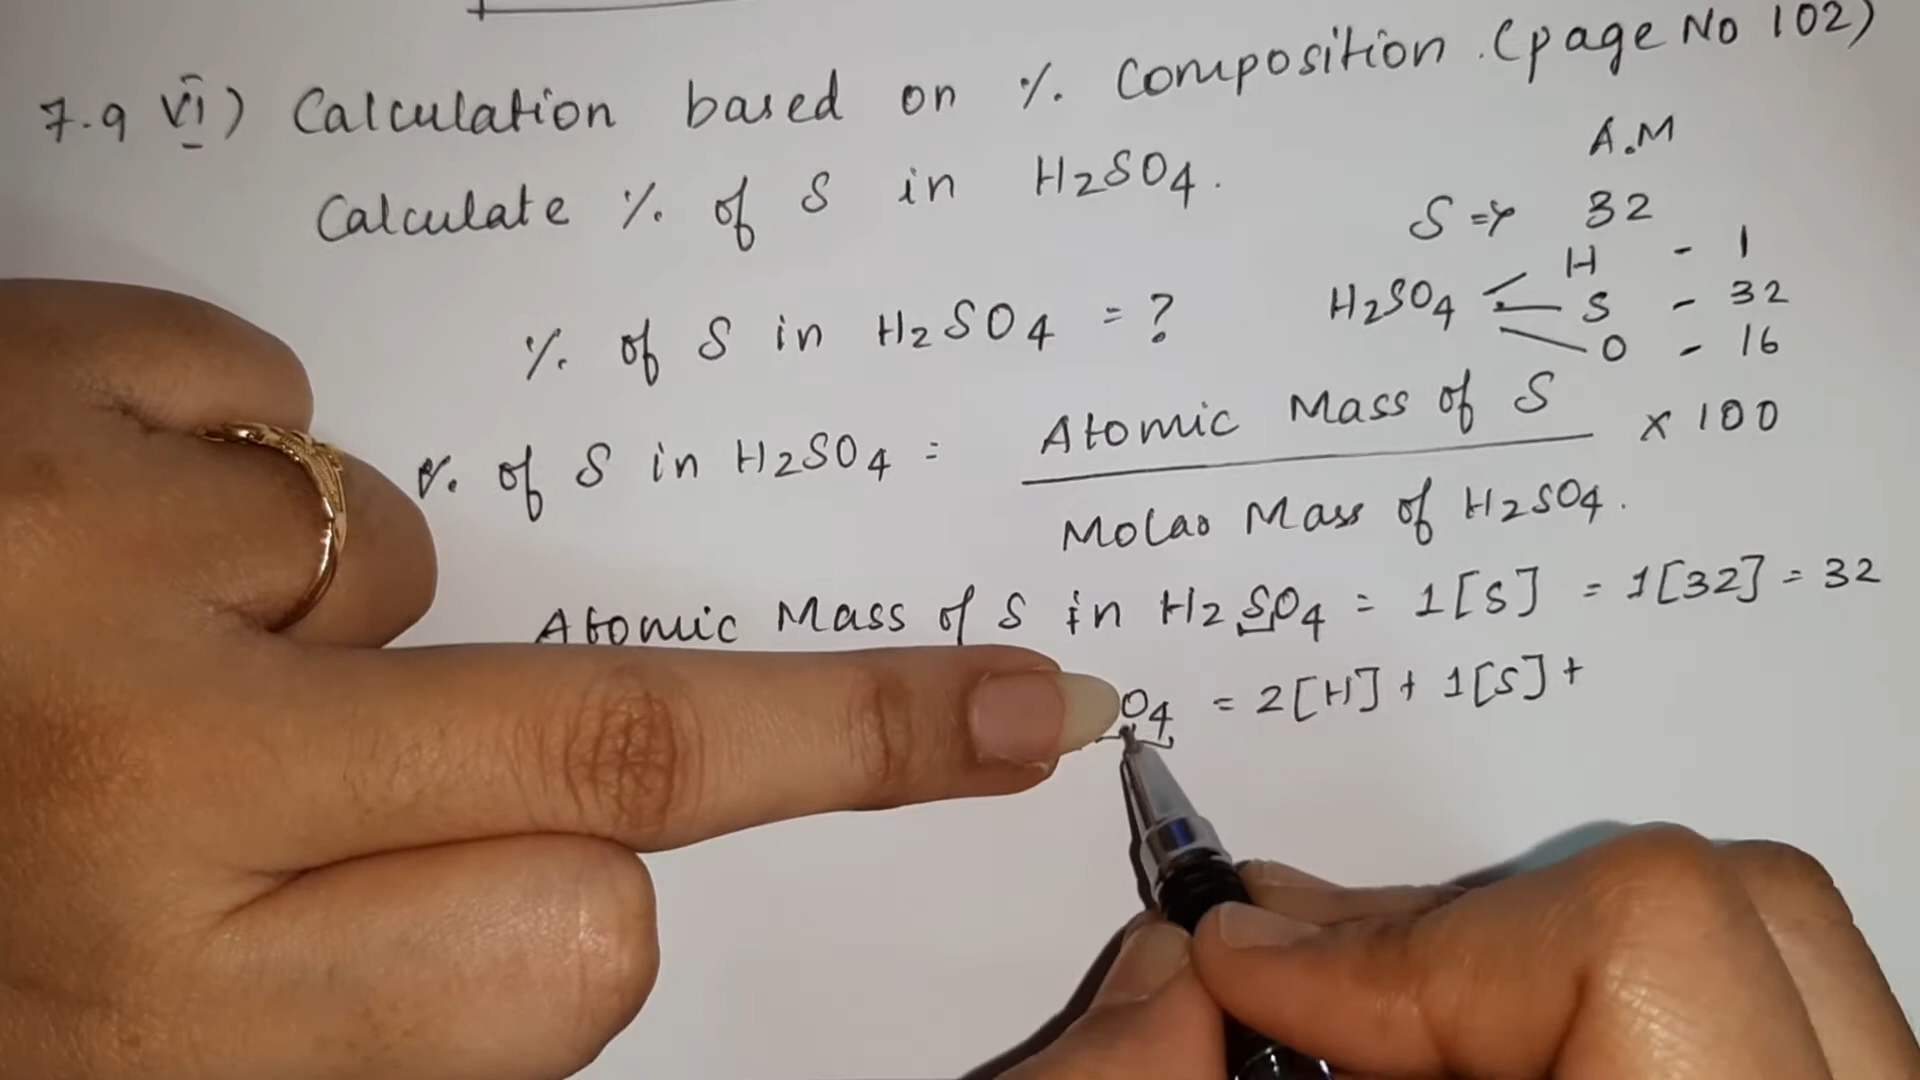 7.9 vi) Calculation based on % Composition. (page No 102)
Calculate % of S in H2SO4.
A.M
S => 32
H2SO4
H - 1
S - 32
O - 16
% of S in H2SO4 = ?
% of S in H2SO4 = Atomic Mass of S × 100
Molar Mass of H2SO4.
Atomic Mass of S in H2SO4 = 1[S] = 1[32] = 32
O4 = 2[H] + 1[S] +